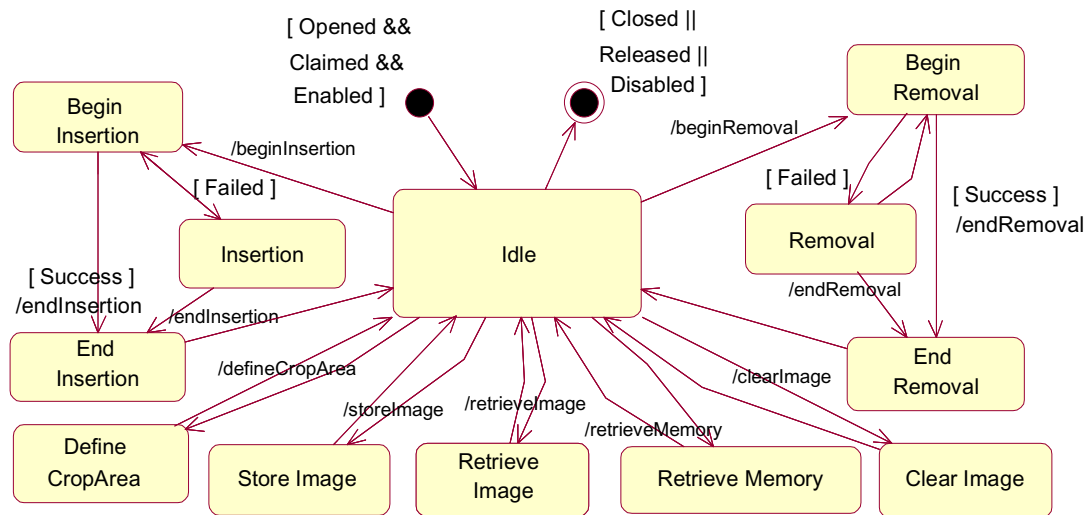 [ Opened &&
Claimed &&
Enabled ]
[ Closed ||
Released ||
Disabled ]
Begin
Insertion
Begin
Removal
/beginInsertion
/beginRemoval
[ Failed ]
[ Failed ]
[ Success ]
/endRemoval
Insertion
Idle
Removal
[ Success ]
/endInsertion
/endInsertion
/endRemoval
End
Insertion
/defineCropArea
/storeImage
/retrieveImage
/retrieveMemory
/clearImage
End
Removal
Define
CropArea
Store Image
Retrieve
Image
Retrieve Memory
Clear Image